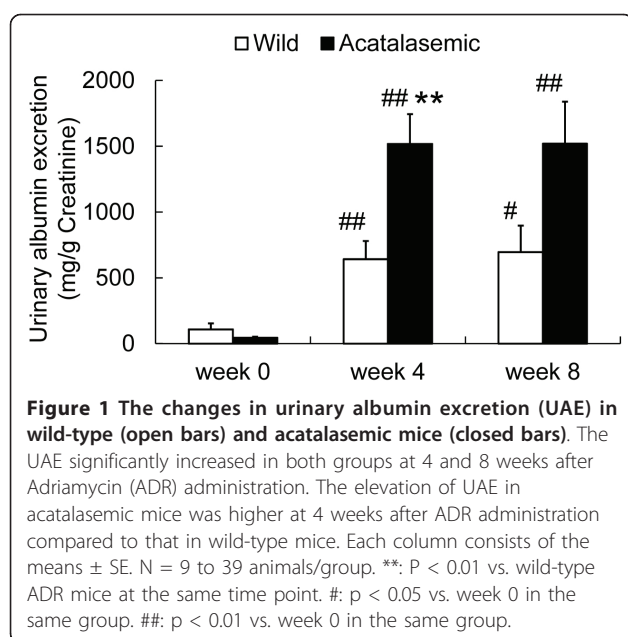 Wild Acatalasemic
2000
1500
1000
500
0
Urinary albumin excretion
(mg/g Creatinine)
## **
##
##
#
week 0 week 4 week 8
Figure 1 The changes in urinary albumin excretion (UAE) in
wild-type (open bars) and acatalasemic mice (closed bars). The
UAE significantly increased in both groups at 4 and 8 weeks after
Adriamycin (ADR) administration. The elevation of UAE in
acatalasemic mice was higher at 4 weeks after ADR administration
compared to that in wild-type mice. Each column consists of the
means ± SE. N = 9 to 39 animals/group. **: P < 0.01 vs. wild-type
ADR mice at the same time point. #: p < 0.05 vs. week 0 in the
same group. ##: p < 0.01 vs. week 0 in the same group.